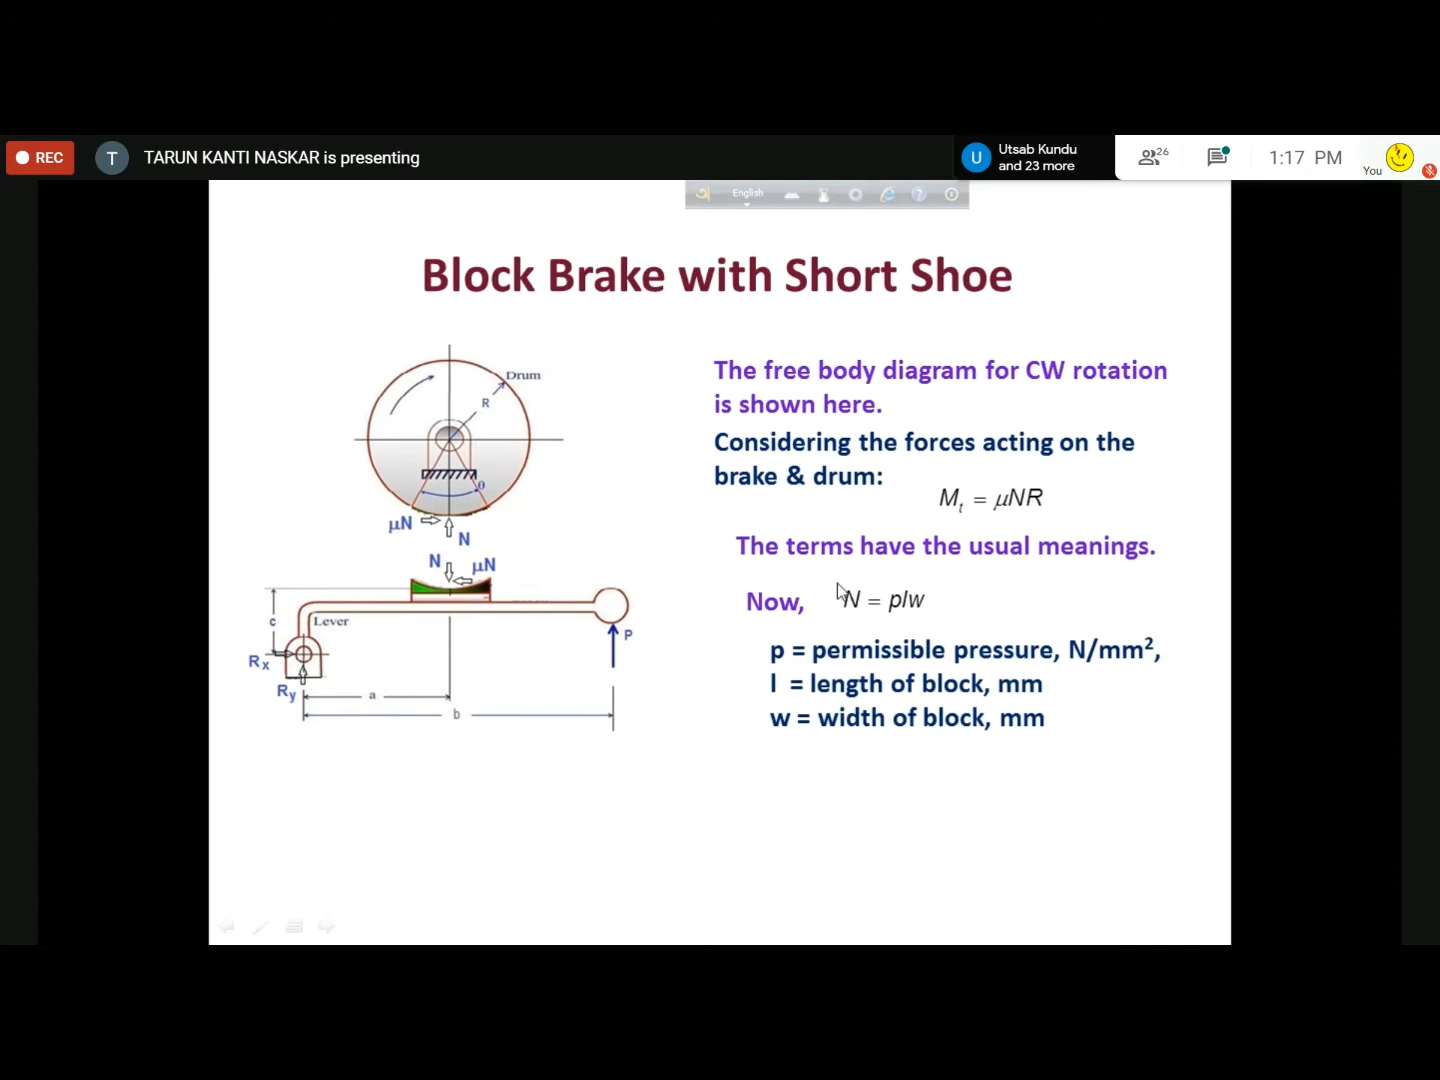 REC
T
TARUN KANTI NASKAR is presenting
U
Utsab Kundu
and 23 more
26
1:17 PM
You
English
Block Brake with Short Shoe
Drum
R
θ
μN
N
N
μN
c
Lever
P
Rx
Ry
a
b
The free body diagram for CW rotation
is shown here.
Considering the forces acting on the
brake & drum:
Mt = μNR
The terms have the usual meanings.
Now, N = plw
p = permissible pressure, N/mm²,
l = length of block, mm
w = width of block, mm